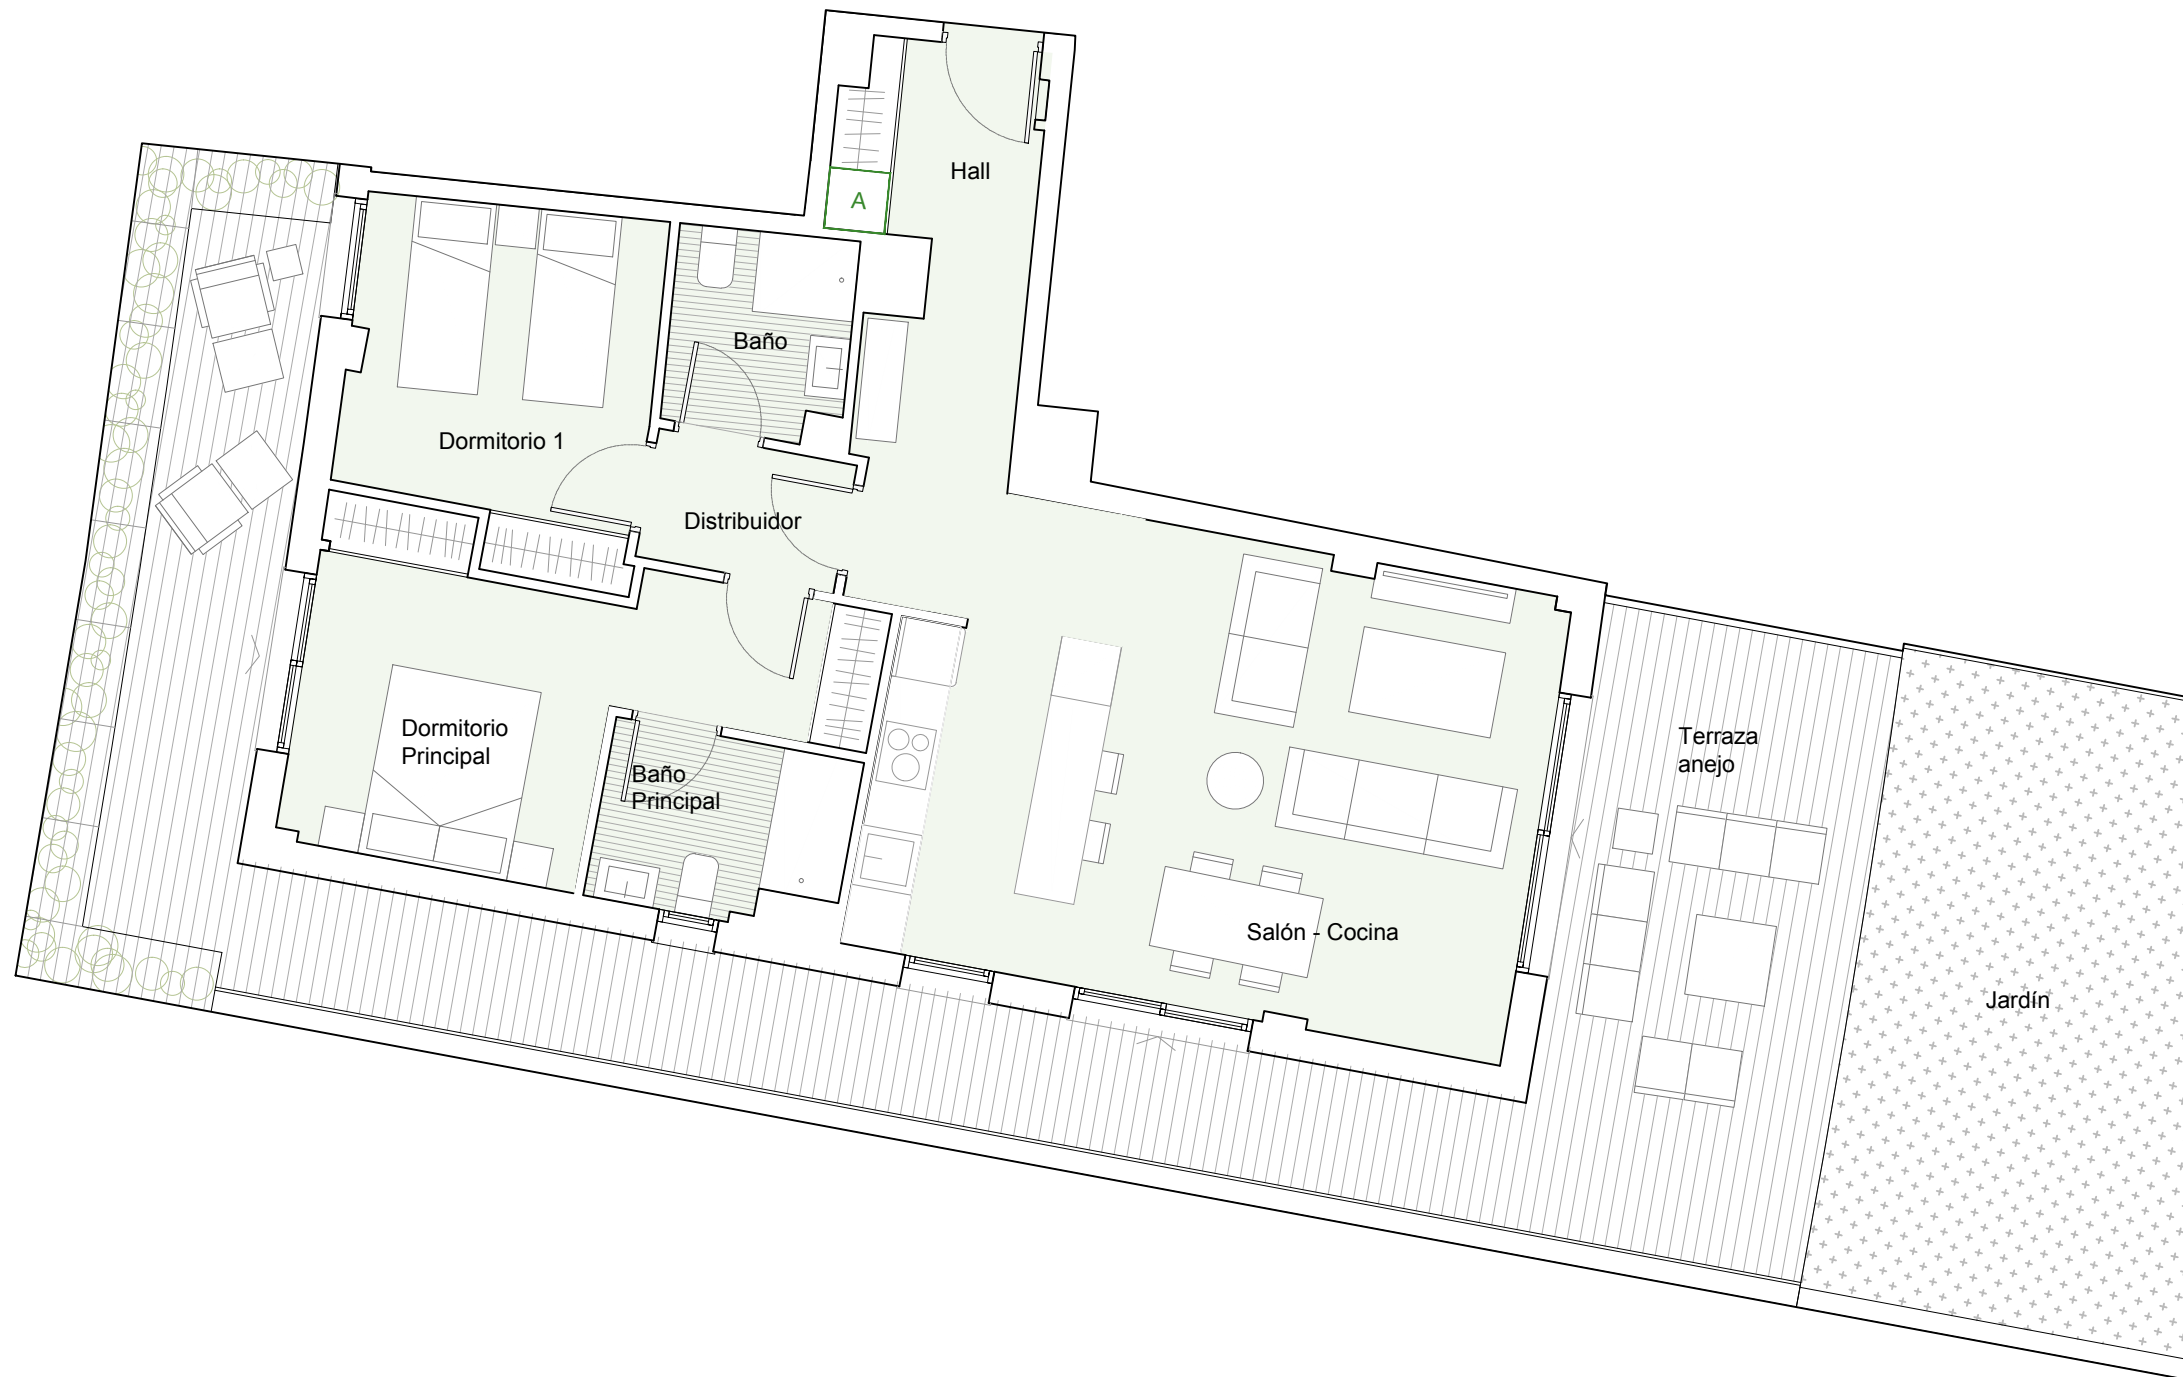 Hall
A
Baño
Dormitorio 1
Distribuidor
Dormitorio
Principal
Baño
Principal
Terraza
anejo
Salón - Cocina
Jardín